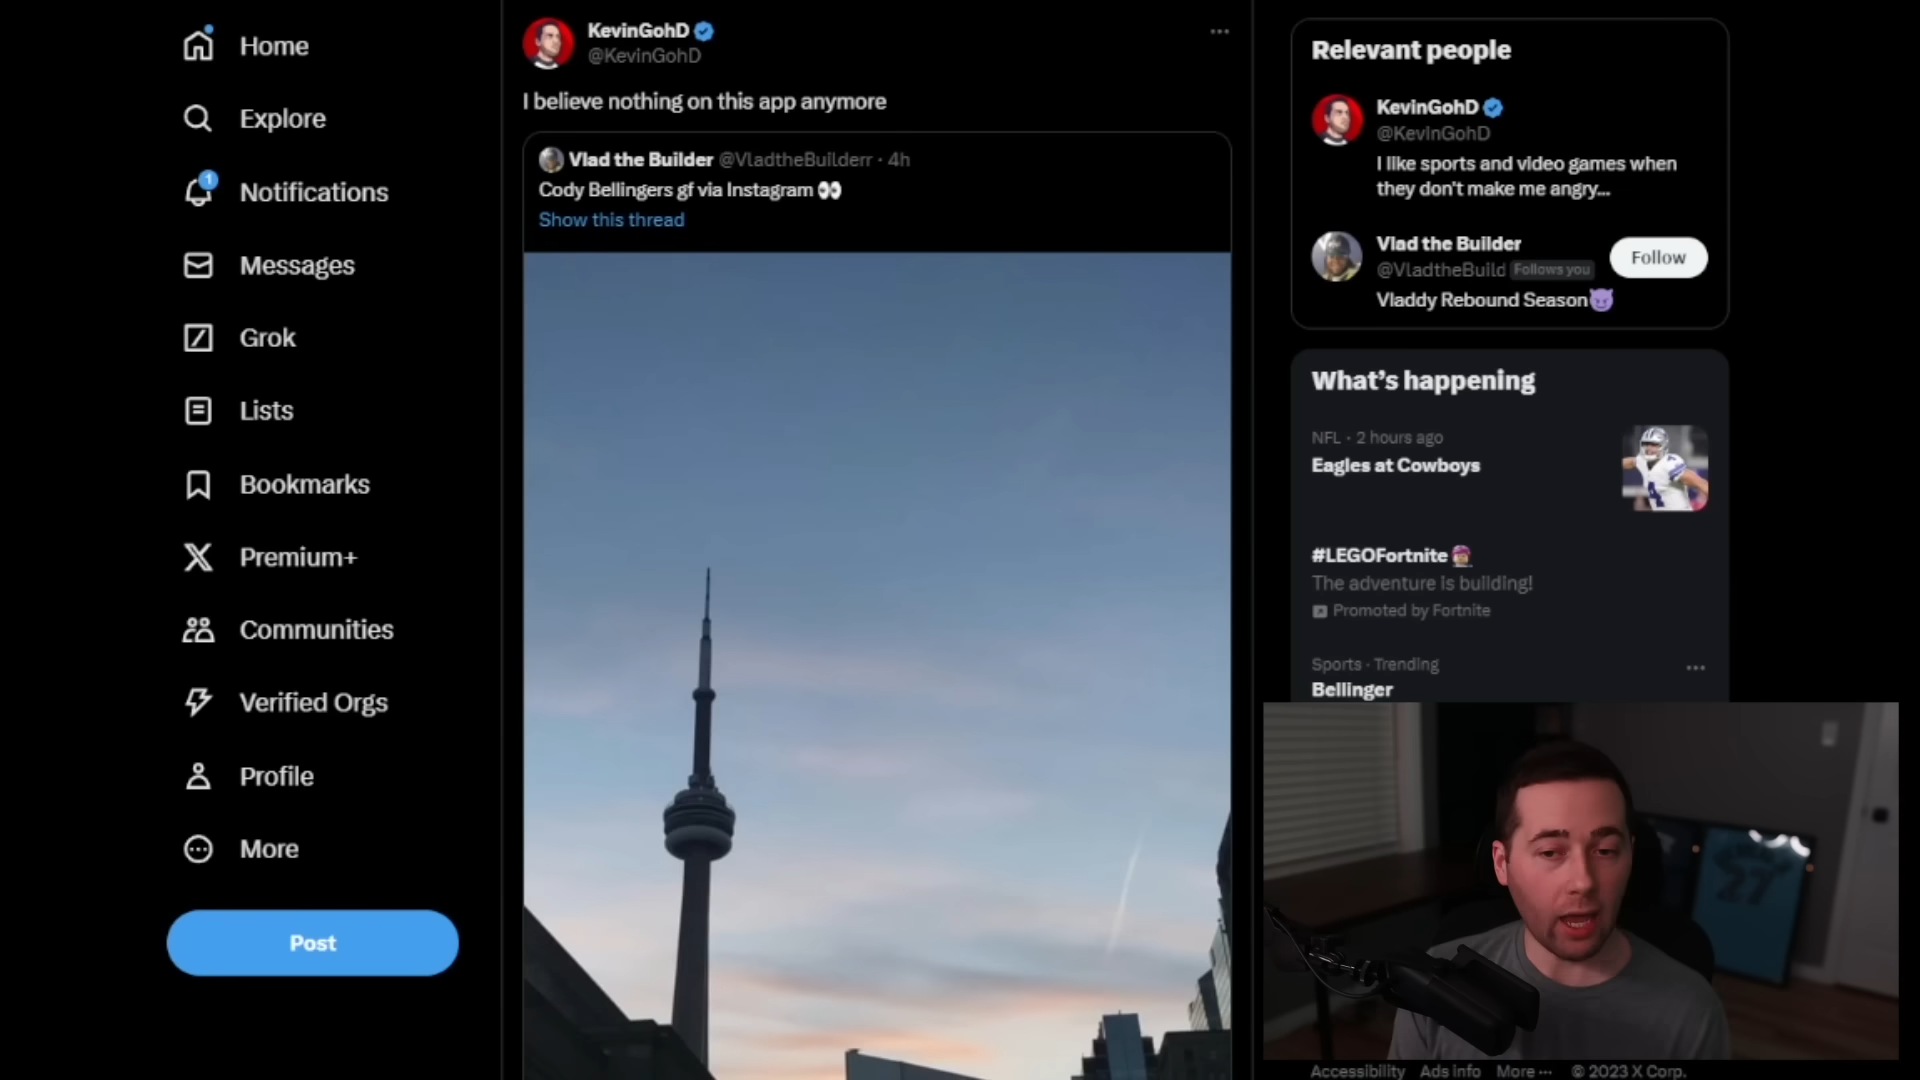 Home
Explore
1
Notifications
Messages
Grok
Lists
Bookmarks
Premium+
Communities
Verified Orgs
Profile
More
Post
KevinGohD
@KevinGohD
I believe nothing on this app anymore
Vlad the Builder @VladtheBuilderr · 4h
Cody Bellingers gf via Instagram 👀
Show this thread
Relevant people
KevinGohD
@KevinGohD
I like sports and video games when
they don't make me angry...
Vlad the Builder
@VladtheBuild Follows you
Follow
Vladdy Rebound Season😈
What's happening
NFL · 2 hours ago
Eagles at Cowboys
#LEGOFortnite
The adventure is building!
Promoted by Fortnite
Sports · Trending
Bellinger
27
Accessibility Ads info More ··· © 2023 X Corp.